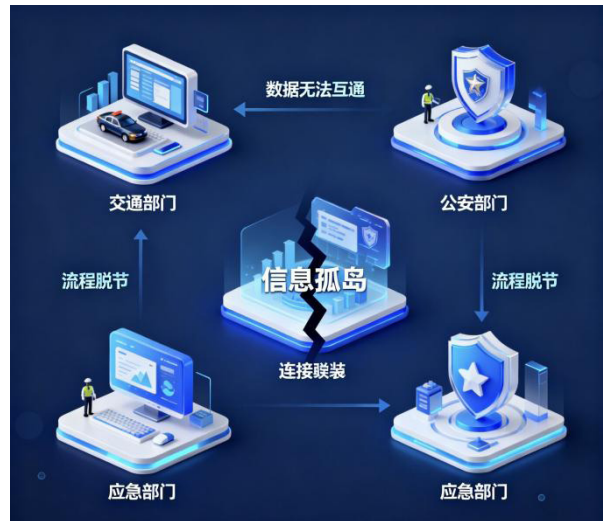 数据无法互通
交通部门
公安部门
流程脱节
信息孤岛
流程脱节
连接联装
应急部门
应急部门